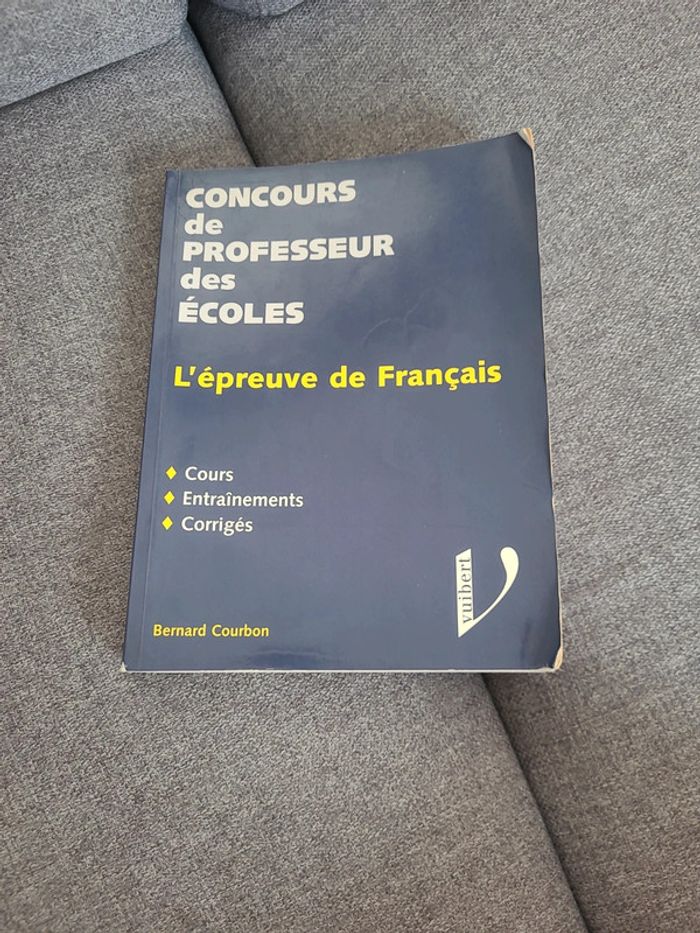 CONCOURS
de
PROFESSEUR
des
ÉCOLES
L'épreuve de Français
♦ Cours
♦ Entraînements
♦ Corrigés
vuibert
Bernard Courbon